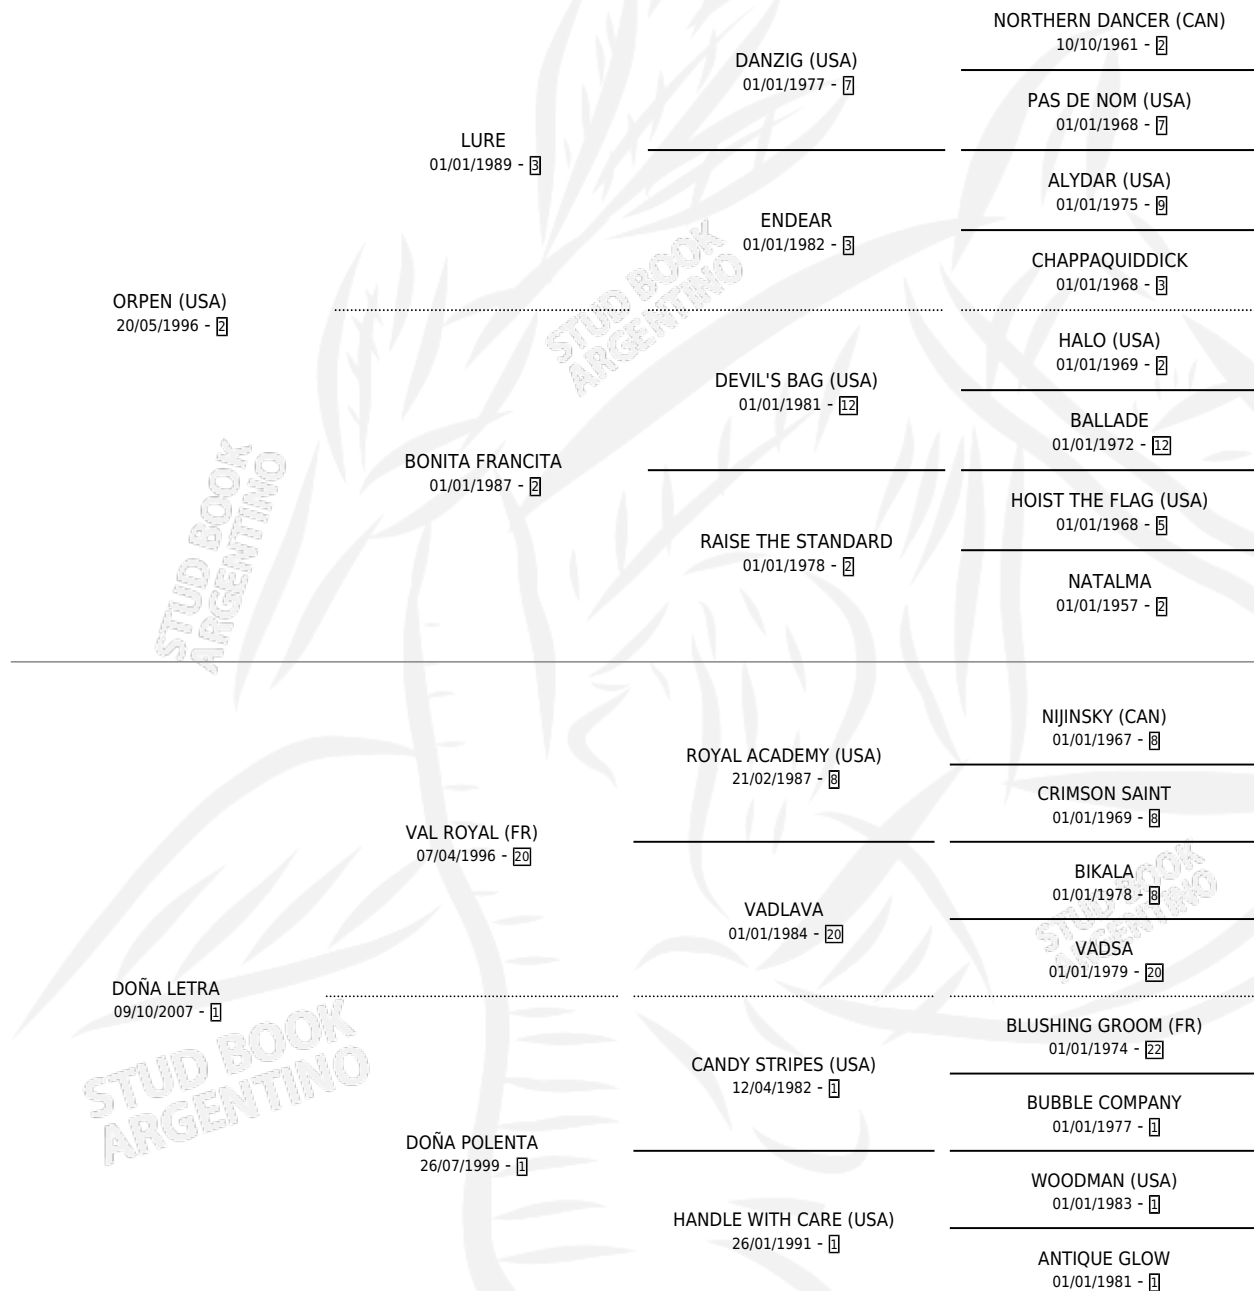 NORTHERN DANCER (CAN)
10/10/1961 - 2
DANZIG (USA)
01/01/1977 - 7
PAS DE NOM (USA)
01/01/1968 - 7
LURE
01/01/1989 - 3
ALYDAR (USA)
01/01/1975 - 9
ENDEAR
01/01/1982 - 3
CHAPPAQUIDDICK
01/01/1968 - 3
ORPEN (USA)
20/05/1996 - 2
HALO (USA)
01/01/1969 - 2
DEVIL'S BAG (USA)
01/01/1981 - 12
BALLADE
01/01/1972 - 12
BONITA FRANCITA
01/01/1987 - 2
HOIST THE FLAG (USA)
01/01/1968 - 5
RAISE THE STANDARD
01/01/1978 - 2
NATALMA
01/01/1957 - 2
NIJINSKY (CAN)
01/01/1967 - 8
ROYAL ACADEMY (USA)
21/02/1987 - 8
CRIMSON SAINT
01/01/1969 - 8
VAL ROYAL (FR)
07/04/1996 - 20
BIKALA
01/01/1978 - 8
VADLAVA
01/01/1984 - 20
VADSA
01/01/1979 - 20
DOÑA LETRA
09/10/2007 - 1
BLUSHING GROOM (FR)
01/01/1974 - 22
CANDY STRIPES (USA)
12/04/1982 - 1
BUBBLE COMPANY
01/01/1977 - 1
DOÑA POLENTA
26/07/1999 - 1
WOODMAN (USA)
01/01/1983 - 1
HANDLE WITH CARE (USA)
26/01/1991 - 1
ANTIQUE GLOW
01/01/1981 - 1
STUD BOOK
ARGENTINO
STUD BOOK
ARGENTINO
STUD BOOK
ARGENTINO
STUD BOOK
ARGENTINO